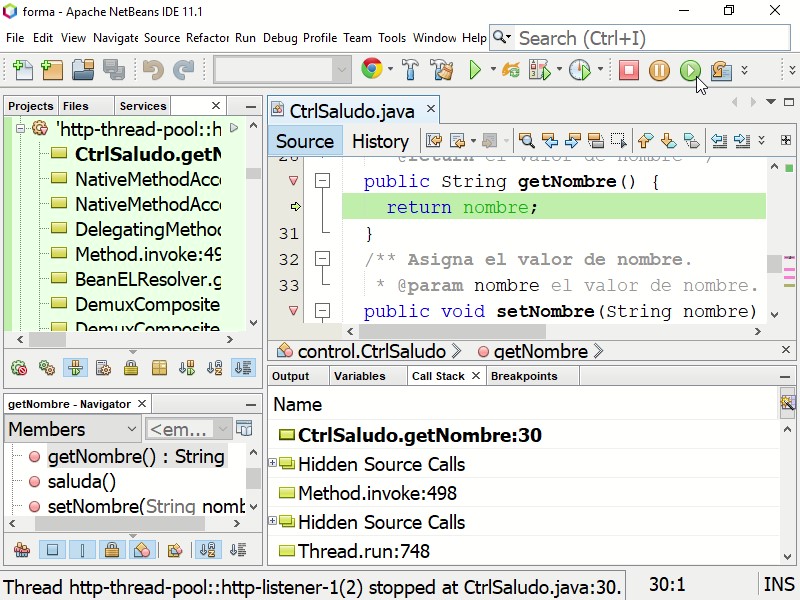 forma - Apache NetBeans IDE 11.1
File Edit View Navigate Source Refactor Run Debug Profile Team Tools Window Help
Search (Ctrl+I)
Projects Files Services
'http-thread-pool::h
CtrlSaludo.getN
NativeMethodAcce
NativeMethodAcce
DelegatingMethod
Method.invoke:49
BeanELResolver.g
DemuxComposite
DemuxComposite
getNombre - Navigator
Members
<em...
getNombre() : String
saluda()
setNombre(String nomb
CtrlSaludo.java
Source History
@return el valor de nombre */
public String getNombre() {
return nombre;
31 }
32 /** Asigna el valor de nombre.
33 * @param nombre el valor de nombre.
public void setNombre(String nombre)
control.CtrlSaludo getNombre
Output Variables Call Stack Breakpoints
Name
CtrlSaludo.getNombre:30
Hidden Source Calls
Method.invoke:498
Hidden Source Calls
Thread.run:748
Thread http-thread-pool::http-listener-1(2) stopped at CtrlSaludo.java:30.
30:1
INS